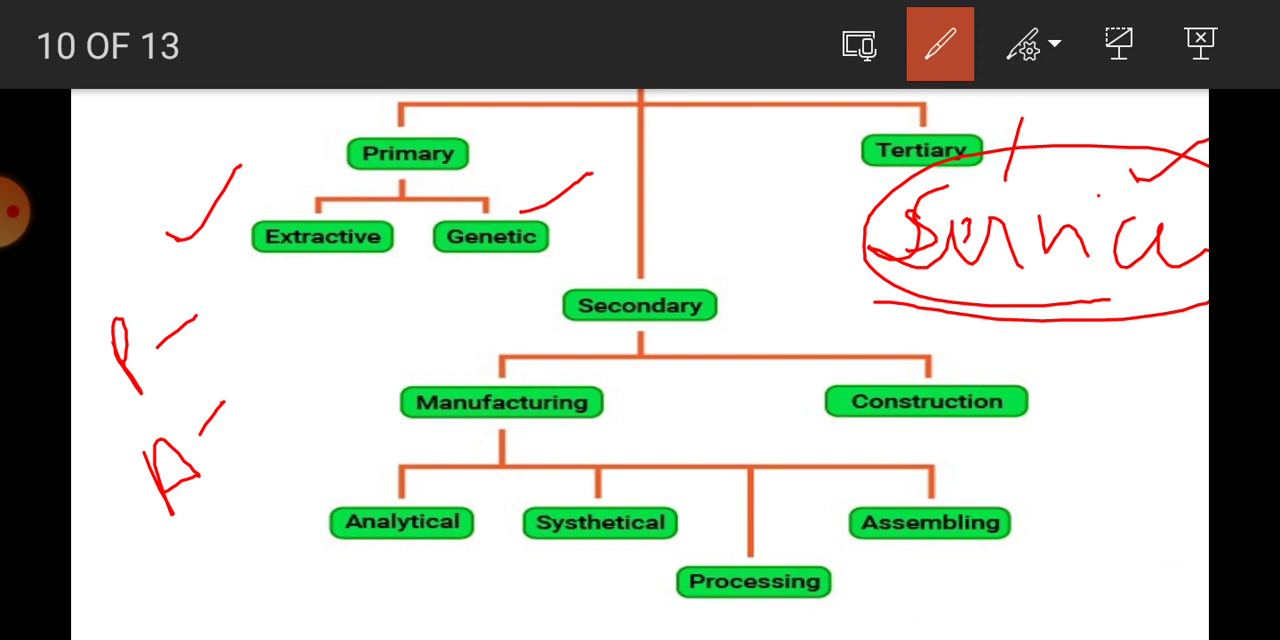 10 OF 13
Primary
Tertiary
Extractive
Genetic
Secondary
Manufacturing
Construction
Analytical
Systhetical
Assembling
Processing